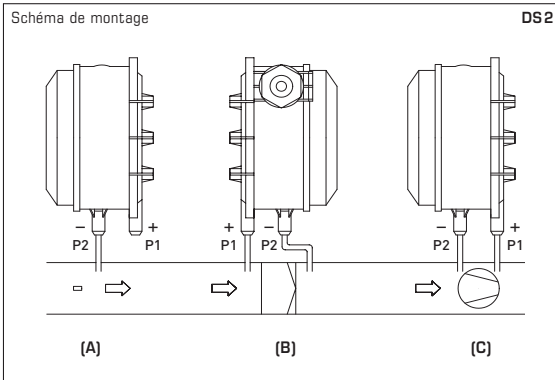 Schéma de montage DS2
– + + – – +
P2 P1 P1 P2 P2 P1
(A) (B) (C)